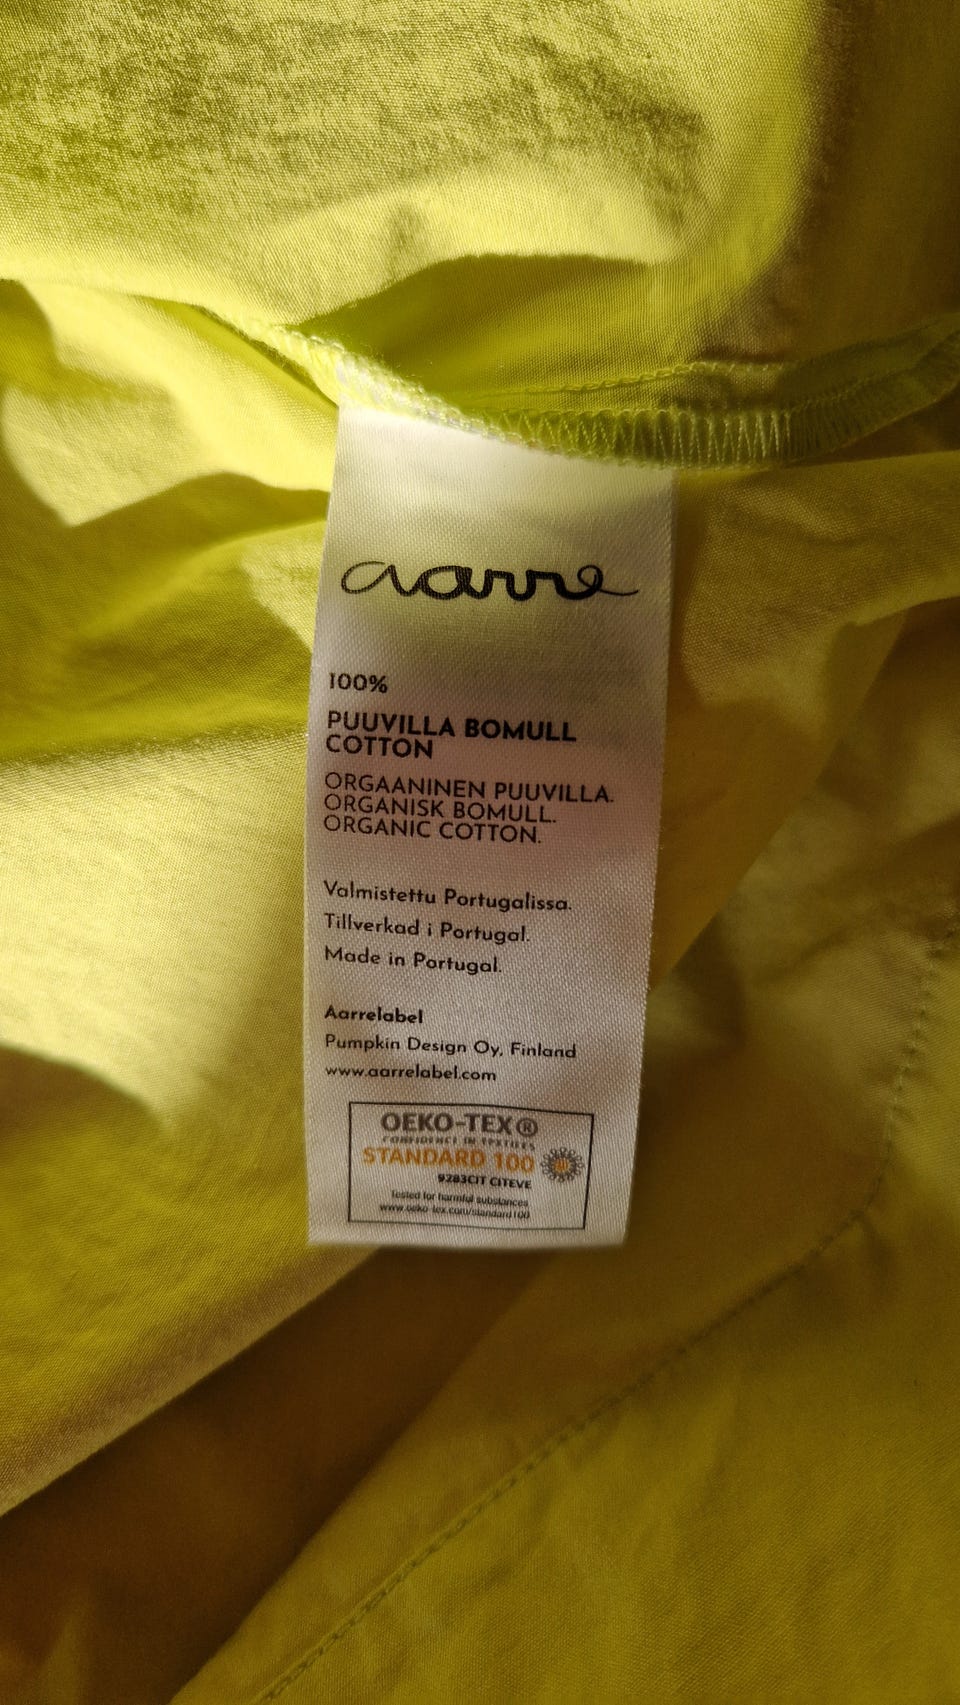 aarre
100%
PUUVILLA BOMULL
COTTON
ORGAANINEN PUUVILLA.
ORGANISK BOMULL.
ORGANIC COTTON.
Valmistettu Portugalissa.
Tillverkad i Portugal.
Made in Portugal.
Aarrelabel
Pumpkin Design Oy, Finland
www.aarrelabel.com
OEKO-TEX®
CONFIDENCE IN TEXTILES
STANDARD 100
9283CIT CITEVE
Tested for harmful substances
www.oeko-tex.com/standard100